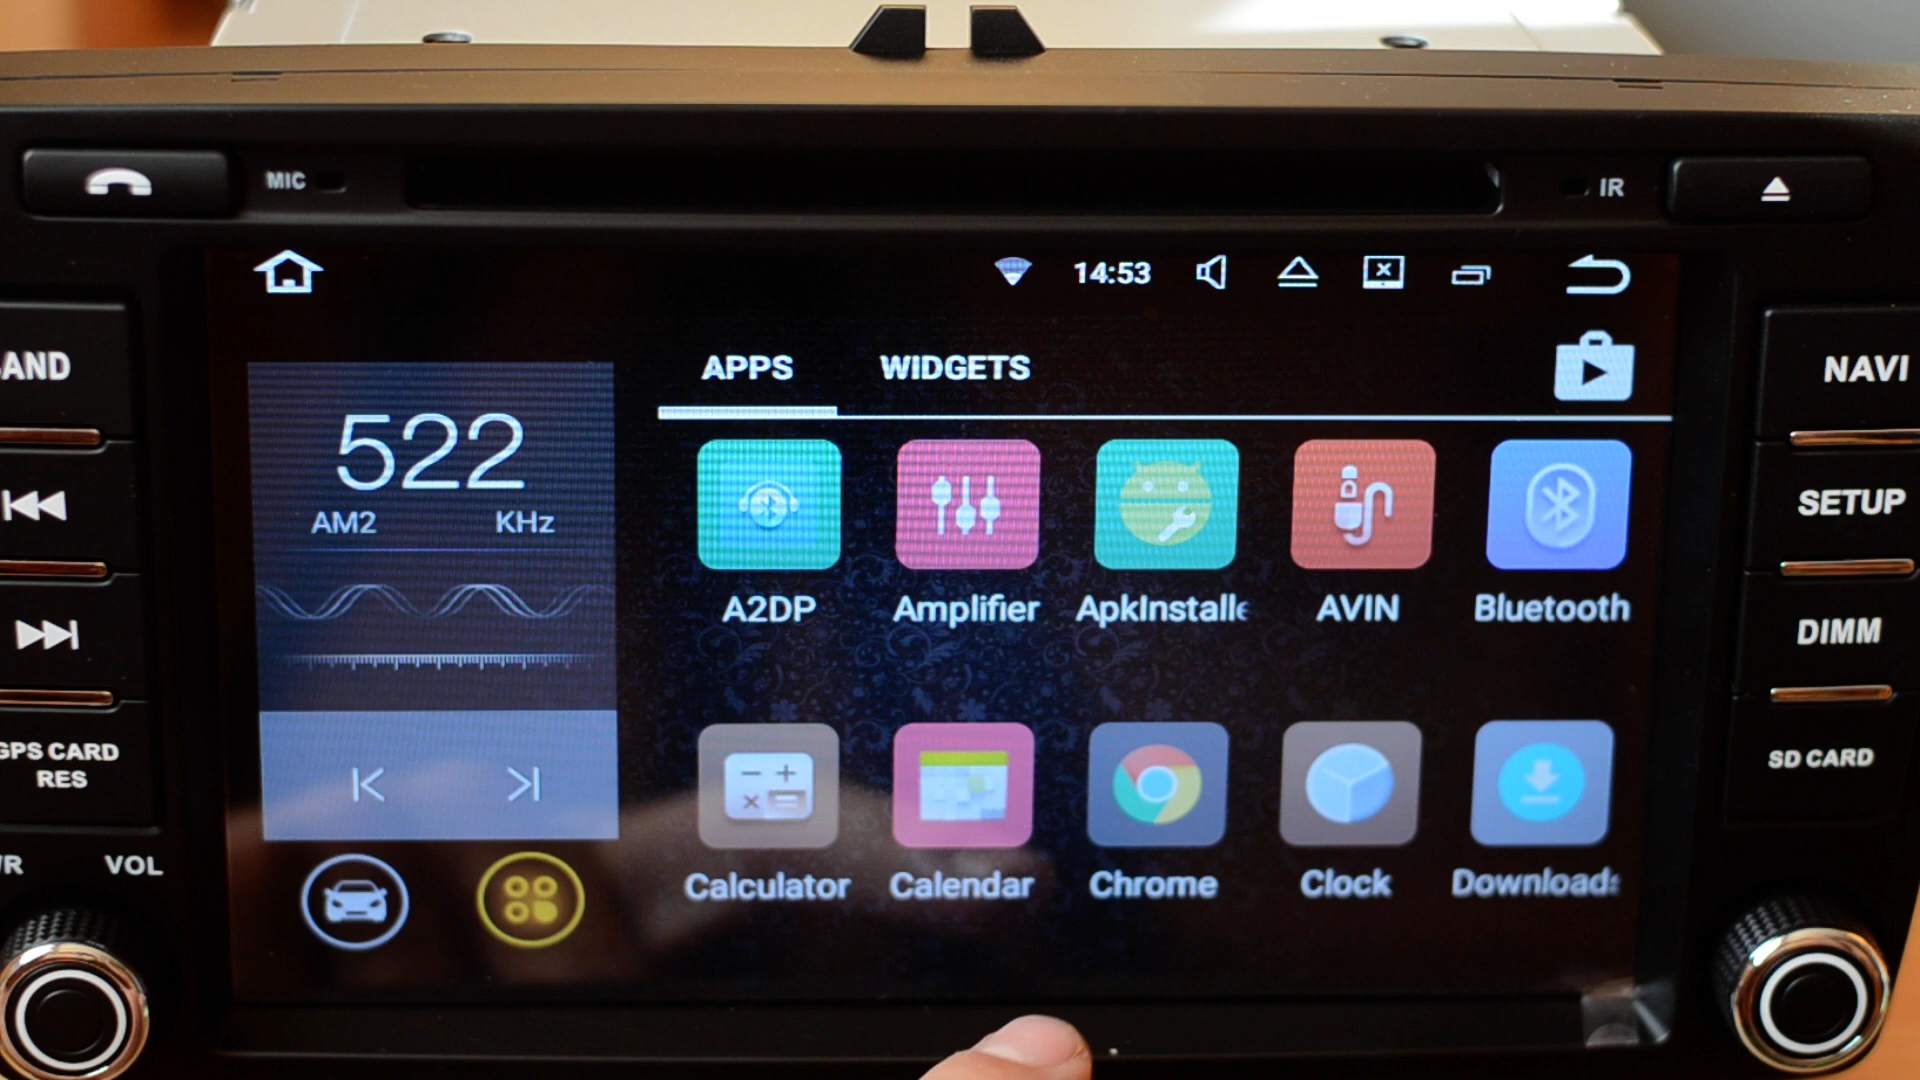 MIC
IR
14:53
AND
NAVI
APPS WIDGETS
522
AM2 KHz
SETUP
A2DP Amplifier ApkInstalle AVIN Bluetooth
DIMM
GPS CARD
RES
SD CARD
VOL
Calculator Calendar Chrome Clock Downloads